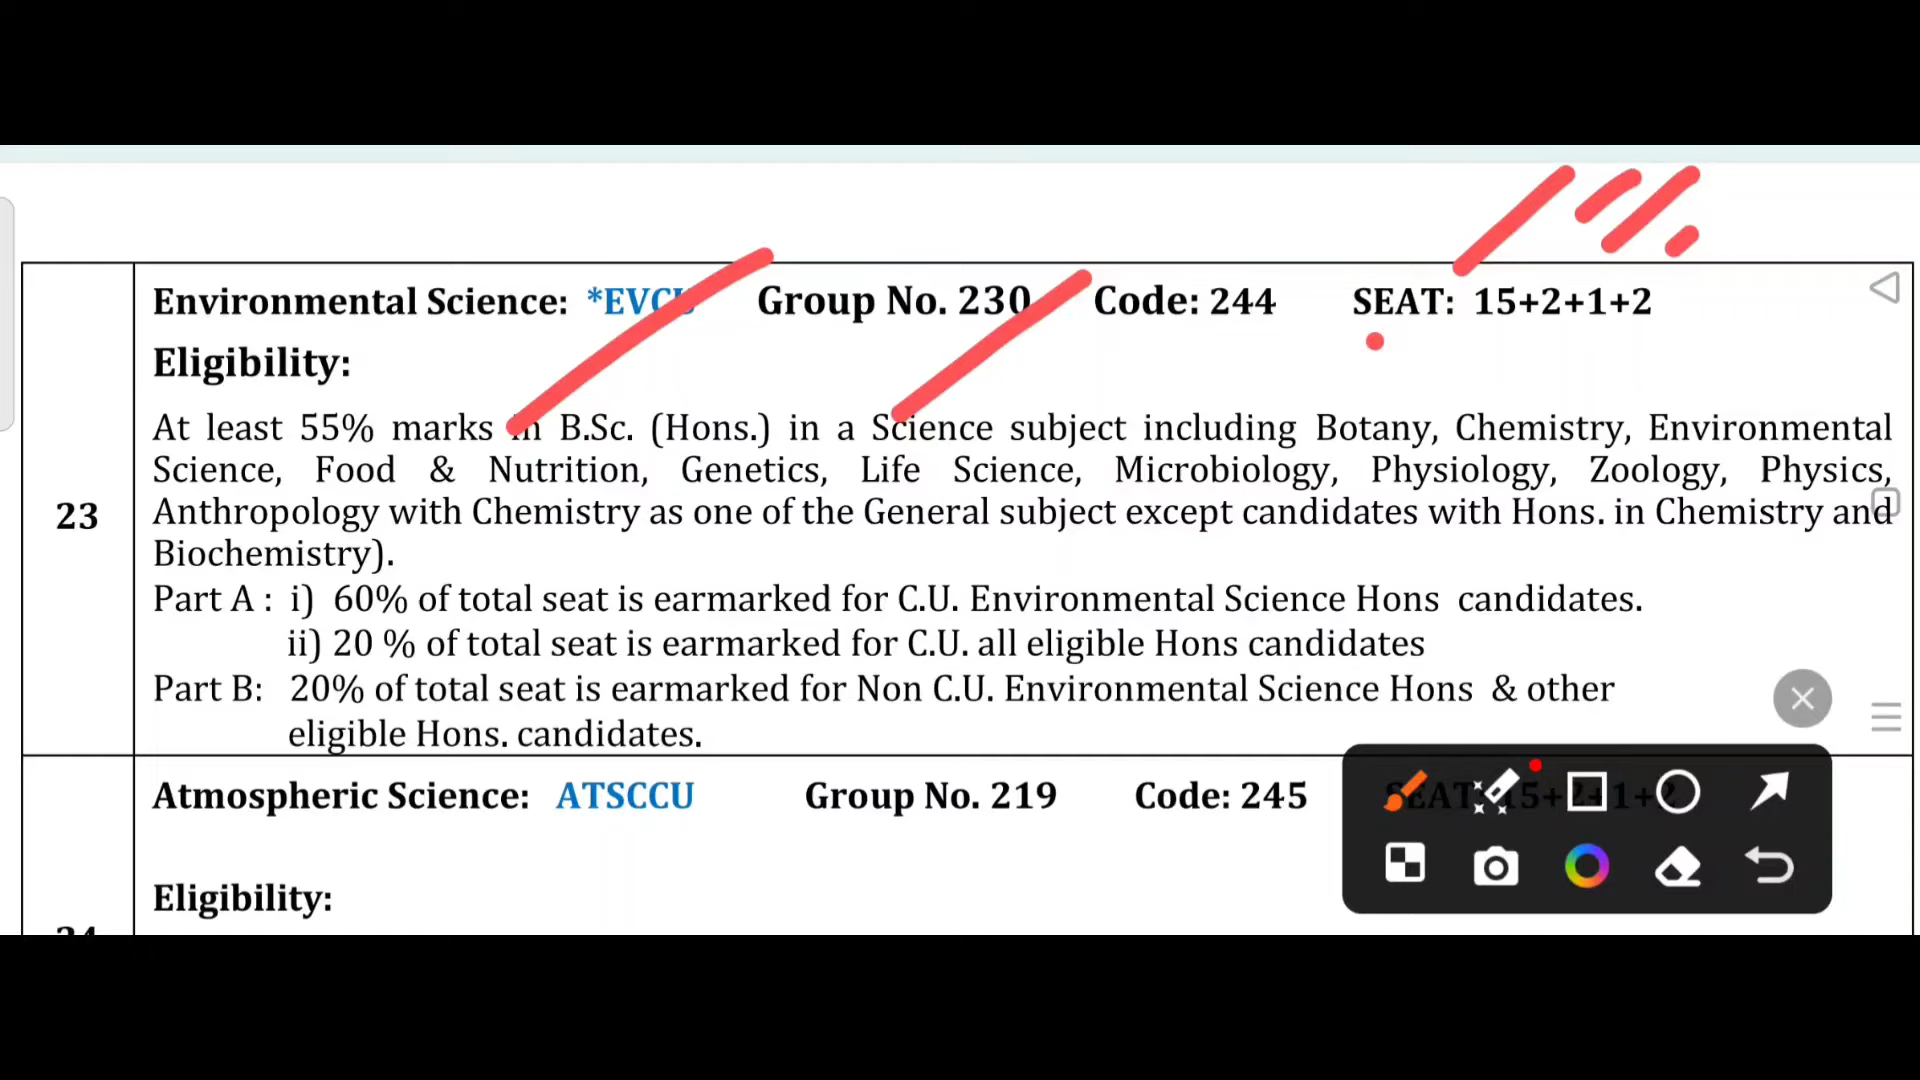 Environmental Science: *EVCU Group No. 230 Code: 244 SEAT: 15+2+1+2
Eligibility:
At least 55% marks in B.Sc. (Hons.) in a Science subject including Botany, Chemistry, Environmental
Science, Food & Nutrition, Genetics, Life Science, Microbiology, Physiology, Zoology, Physics,
23
Anthropology with Chemistry as one of the General subject except candidates with Hons. in Chemistry and
Biochemistry).
Part A : i) 60% of total seat is earmarked for C.U. Environmental Science Hons candidates.
ii) 20 % of total seat is earmarked for C.U. all eligible Hons candidates
Part B: 20% of total seat is earmarked for Non C.U. Environmental Science Hons & other
eligible Hons. candidates.
Atmospheric Science: ATSCCU Group No. 219 Code: 245
Eligibility: